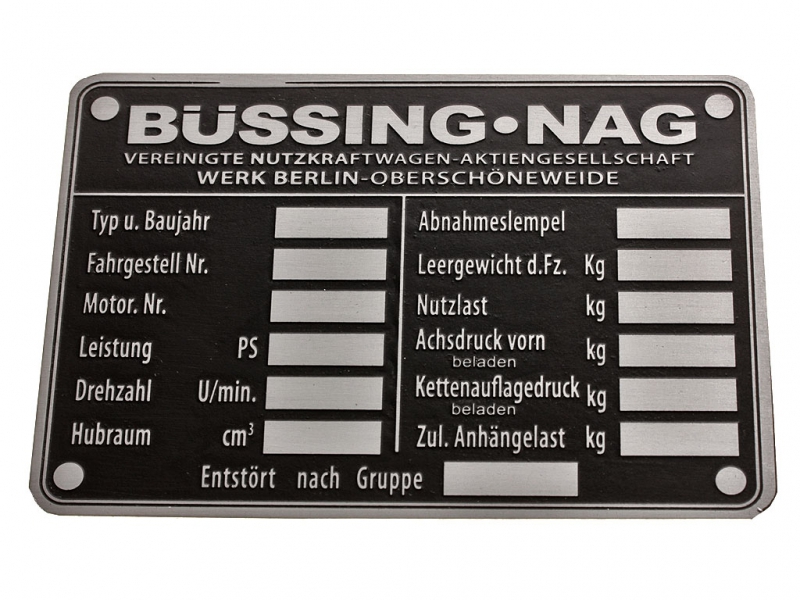 BÜSSING•NAG
VEREINIGTE NUTZKRAFTWAGEN-AKTIENGESELLSCHAFT
WERK BERLIN-OBERSCHÖNEWEIDE
Typ u. Baujahr
Fahrgestell Nr.
Motor. Nr.
Leistung PS
Drehzahl U/min.
Hubraum cm³
Abnahmeslempel
Leergewicht d.Fz. Kg
Nutzlast kg
Achsdruck vorn kg
beladen
Kettenauflagedruck kg
beladen
Zul. Anhängelast kg
Entstört nach Gruppe